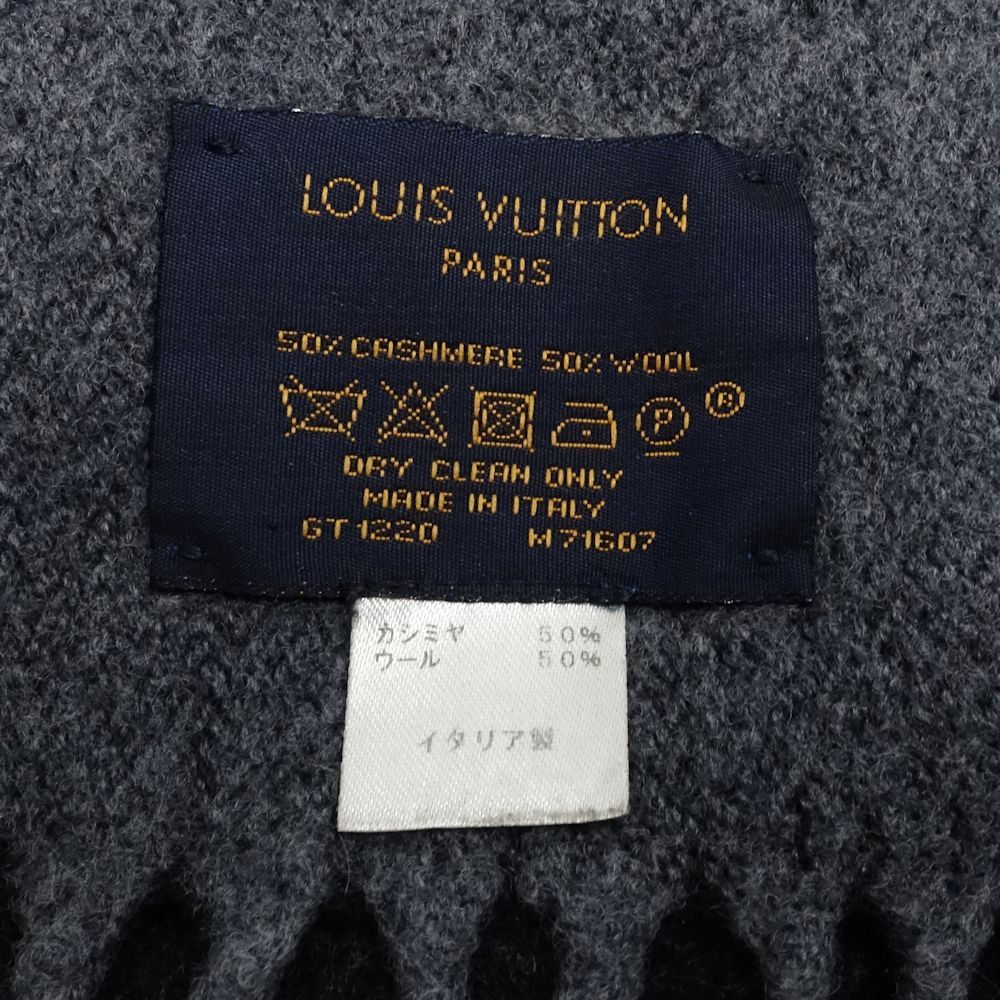 LOUIS VUITTON
PARIS
50% CASHMERE 50% WOOL
P ®
DRY CLEAN ONLY
MADE IN ITALY
GT1220 M71607
カシミヤ 50%
ウール 50%
イタリア製